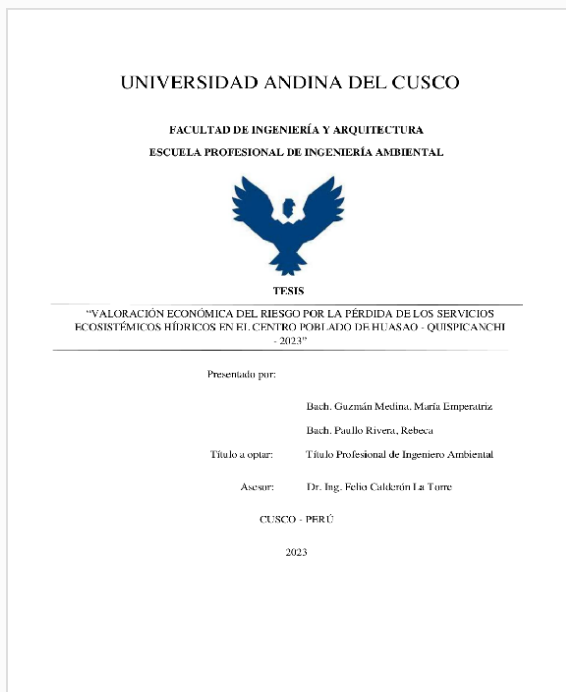 UNIVERSIDAD ANDINA DEL CUSCO
FACULTAD DE INGENIERÍA Y ARQUITECTURA
ESCUELA PROFESIONAL DE INGENIERÍA AMBIENTAL
TESIS
“VALORACIÓN ECONÓMICA DEL RIESGO POR LA PÉRDIDA DE LOS SERVICIOS
ECOSISTÉMICOS HÍDRICOS EN EL CENTRO POBLADO DE HUASAO - QUISPICANCHI
- 2023”
Presentado por:
Bach. Guzmán Medina, María Emperatriz
Bach. Paullo Rivera, Rebeca
Título a optar: Título Profesional de Ingeniero Ambiental
Asesor: Dr. Ing. Felio Calderón La Torre
CUSCO - PERÚ
2023